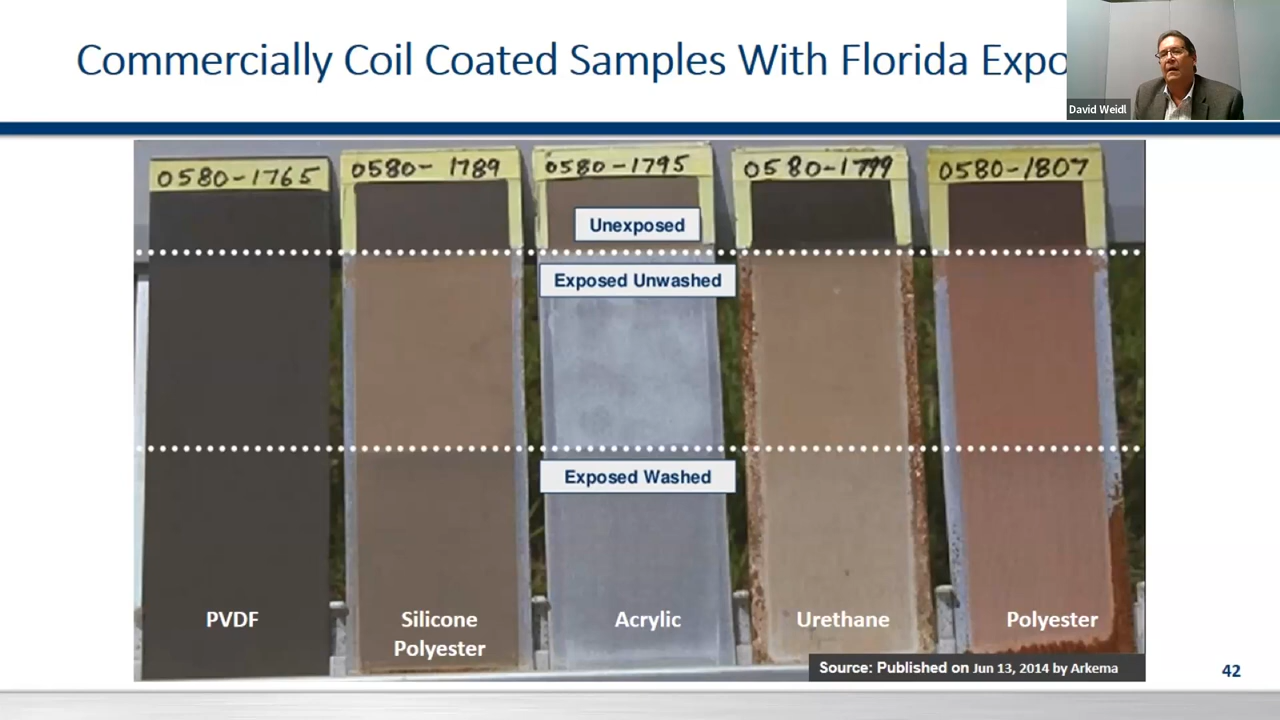 Commercially Coil Coated Samples With Florida Expo
David Weidl
0580-1765
0580-1789
0580-1795
0580-1799
0580-1807
Unexposed
Exposed Unwashed
Exposed Washed
PVDF
Silicone
Polyester
Acrylic
Urethane
Polyester
Source: Published on Jun 13, 2014 by Arkema
42